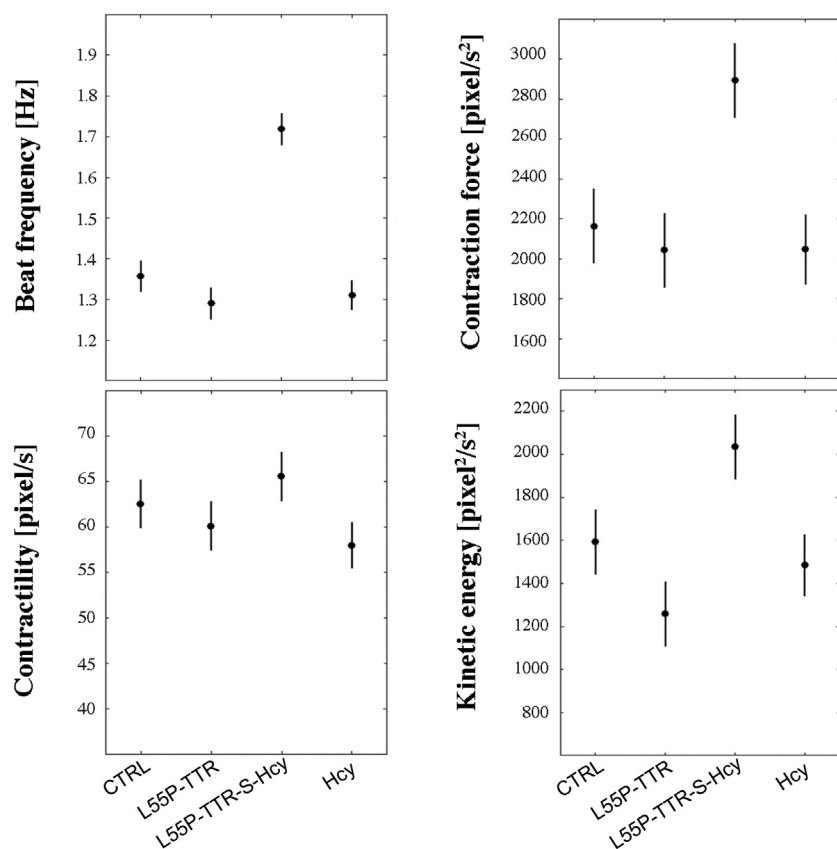 Beat frequency [Hz]
1.9
1.8
1.7
1.6
1.5
1.4
1.3
1.2
Contraction force [pixel/s²]
3000
2800
2600
2400
2200
2000
1800
1600
Contractility [pixel/s]
70
65
60
55
50
45
40
CTRL
L55P-TTR
L55P-TTR-S-Hcy
Hcy
Kinetic energy [pixel²/s²]
2200
2000
1800
1600
1400
1200
1000
800
CTRL
L55P-TTR
L55P-TTR-S-Hcy
Hcy